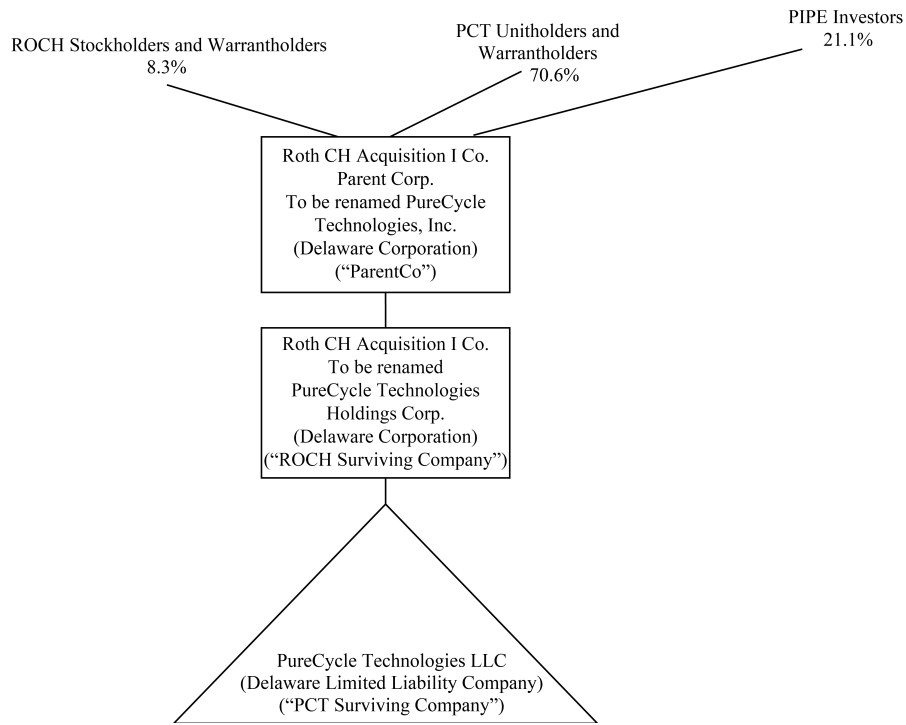 ROCH Stockholders and Warrantholders
8.3%
PCT Unitholders and
Warrantholders
70.6%
PIPE Investors
21.1%
Roth CH Acquisition I Co.
Parent Corp.
To be renamed PureCycle
Technologies, Inc.
(Delaware Corporation)
(“ParentCo”)
Roth CH Acquisition I Co.
To be renamed
PureCycle Technologies
Holdings Corp.
(Delaware Corporation)
(“ROCH Surviving Company”)
PureCycle Technologies LLC
(Delaware Limited Liability Company)
(“PCT Surviving Company”)